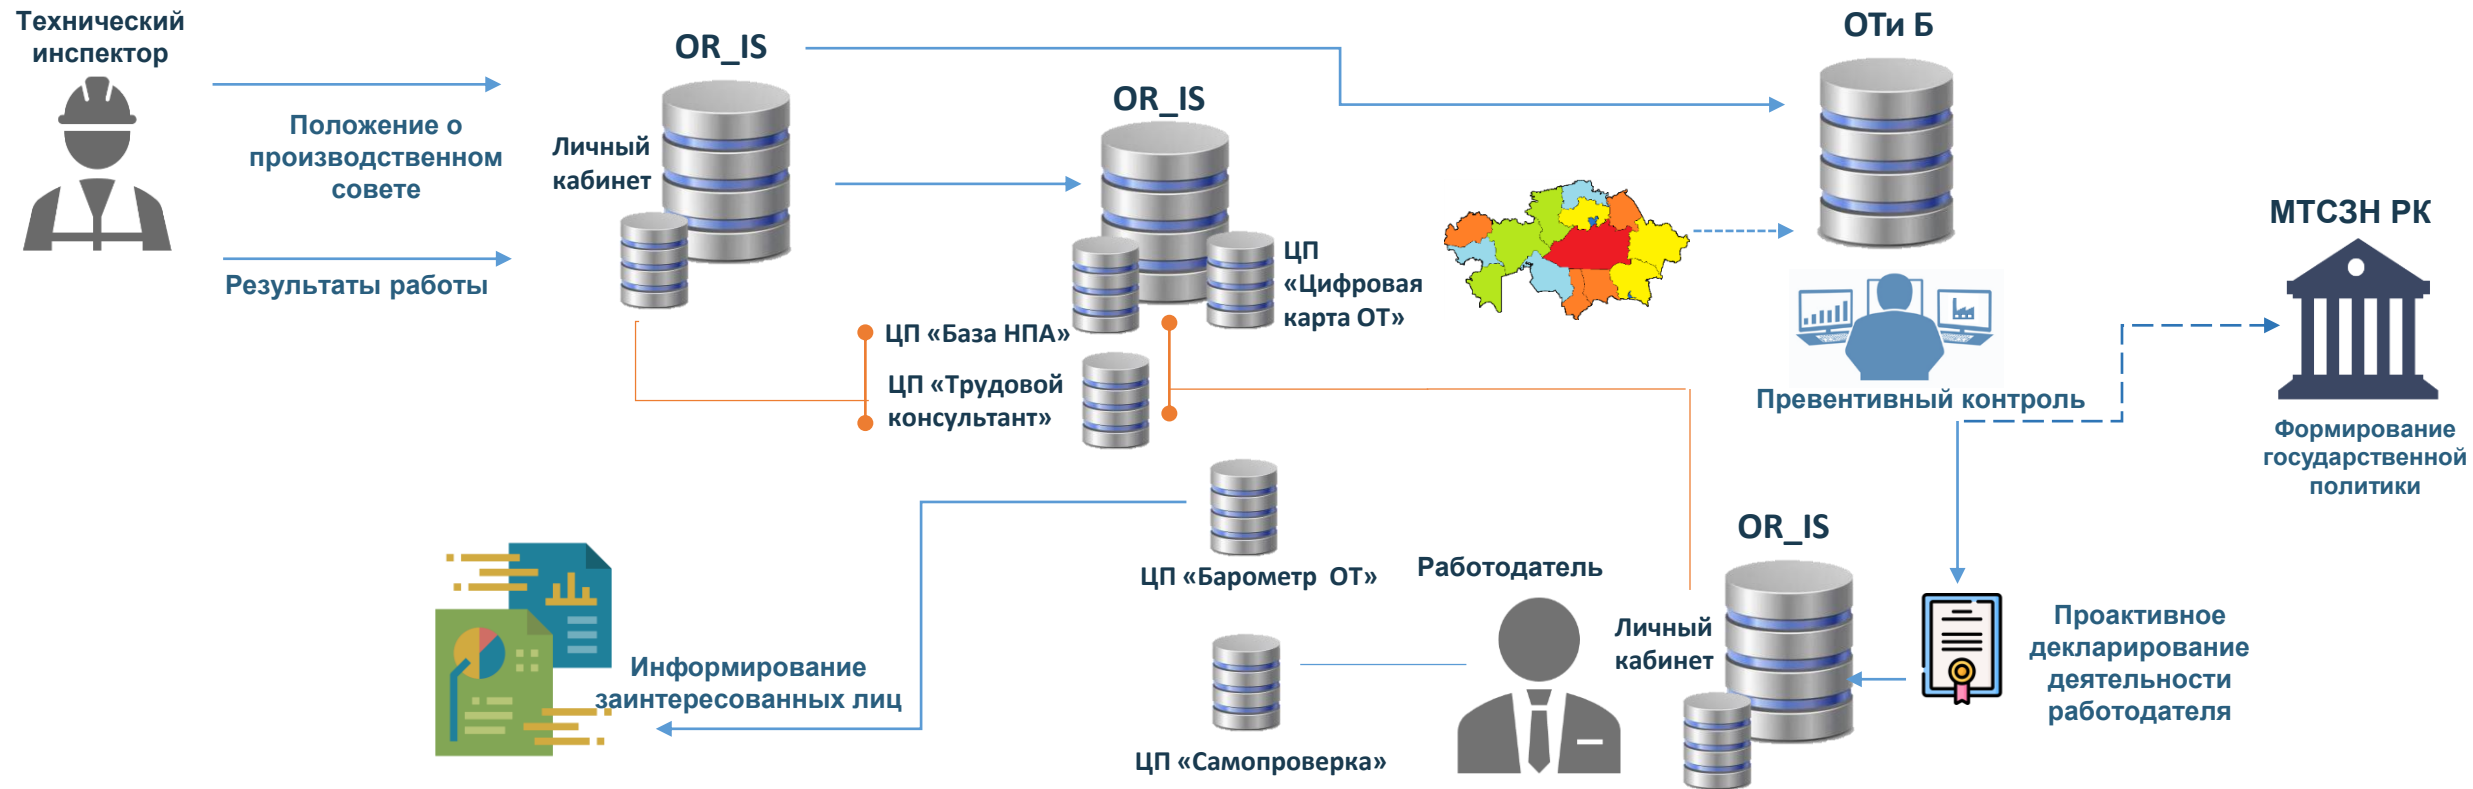 Технический
инспектор
Положение о
производственном
совете
Результаты работы
OR_IS
Личный
кабинет
OR_IS
ЦП
«Цифровая
карта ОТ»
ЦП «База НПА»
ЦП «Трудовой
консультант»
ОТи Б
Превентивный контроль
МТСЗН РК
Формирование
государственной
политики
ЦП «Барометр  ОТ»
Информирование
заинтересованных лиц
ЦП «Самопроверка»
Работодатель
OR_IS
Личный
кабинет
Проактивное
декларирование
деятельности
работодателя